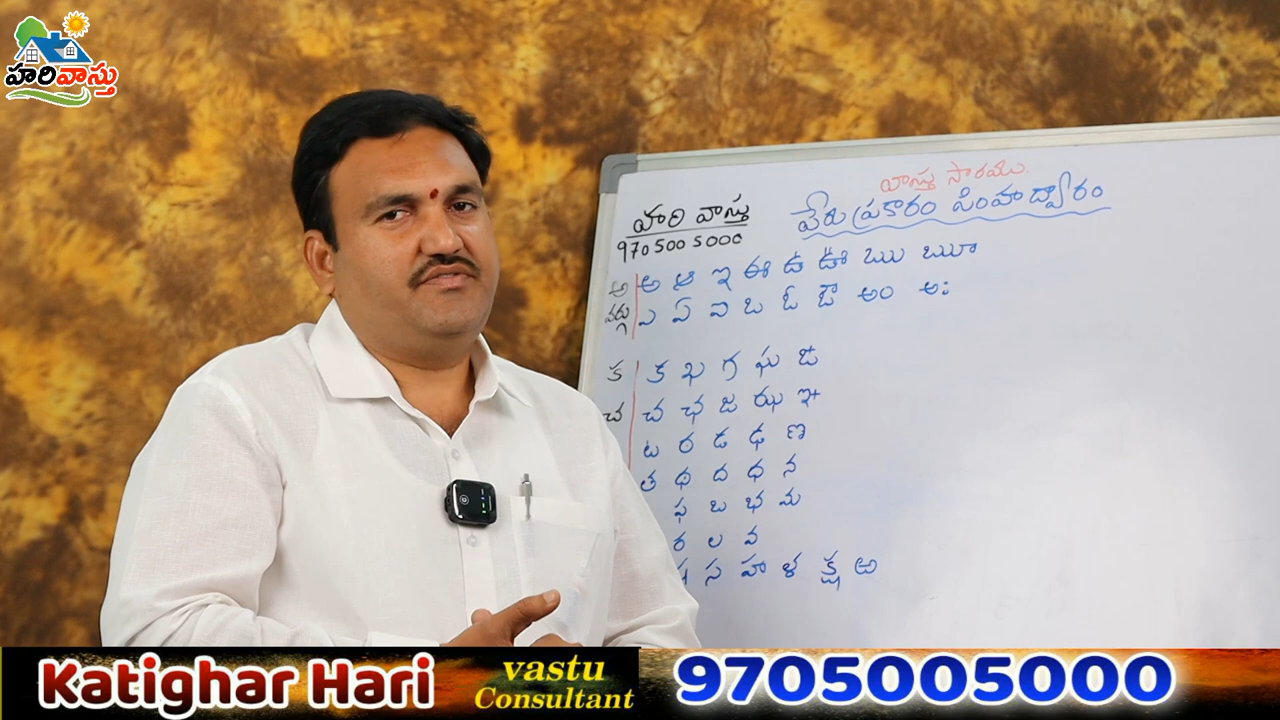 హరివాస్తు
వాస్తు సారము.
హరి వాస్తు
9705005000
పేరు ప్రకారం సింహద్వారం
అ వర్గు
అ ఆ ఇ ఈ ఉ ఊ ఋ ౠ
ఎ ఏ ఐ ఒ ఓ ఔ అం అః
క క ఖ గ ఘ ఙ
చ చ ఛ జ ఝ ఞ
ట ఠ డ ఢ ణ
త థ ద ధ న
ఫ బ భ మ
ర ల వ
ష స హ ళ క్ష ఱ
Katighar Hari
vastu
Consultant
9705005000